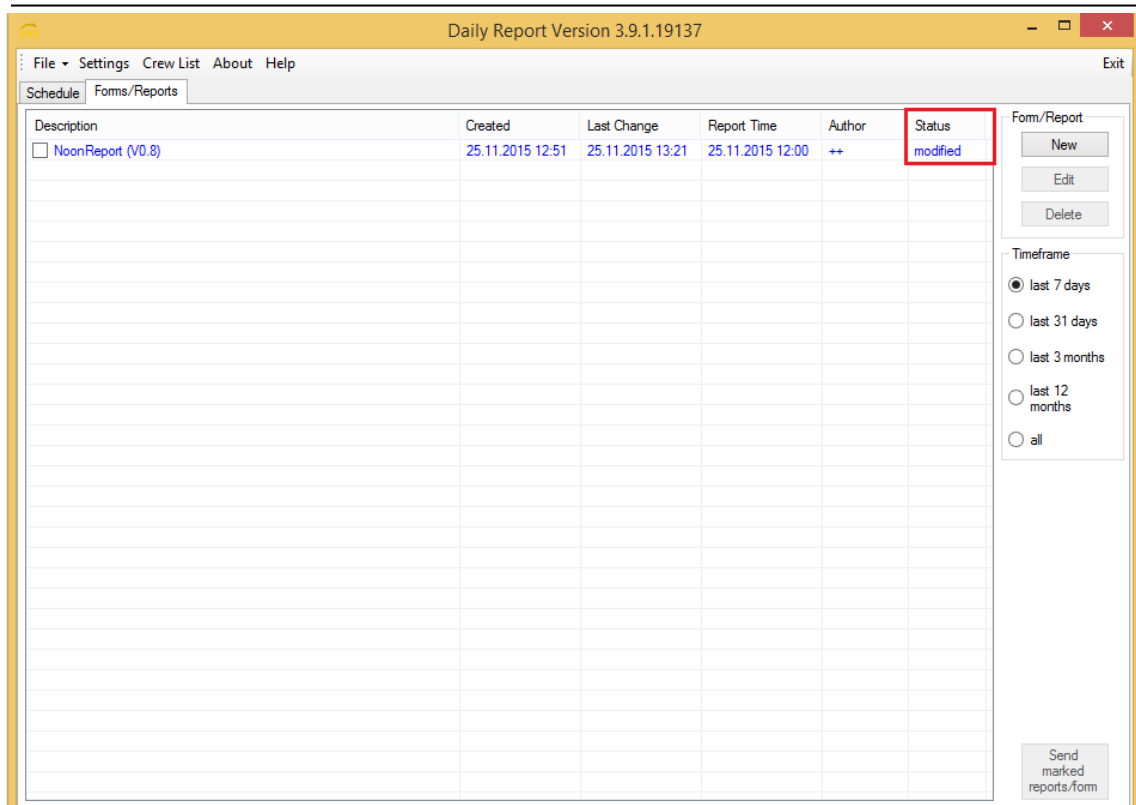 Daily Report Version 3.9.1.19137
File Settings Crew List About Help Exit
Schedule Forms/Reports
Description Created Last Change Report Time Author Status
NoonReport (V0.8) 25.11.2015 12:51 25.11.2015 13:21 25.11.2015 12:00 ++ modified
Form/Report
New
Edit
Delete
Timeframe
last 7 days
last 31 days
last 3 months
last 12
months
all
Send
marked
reports/form